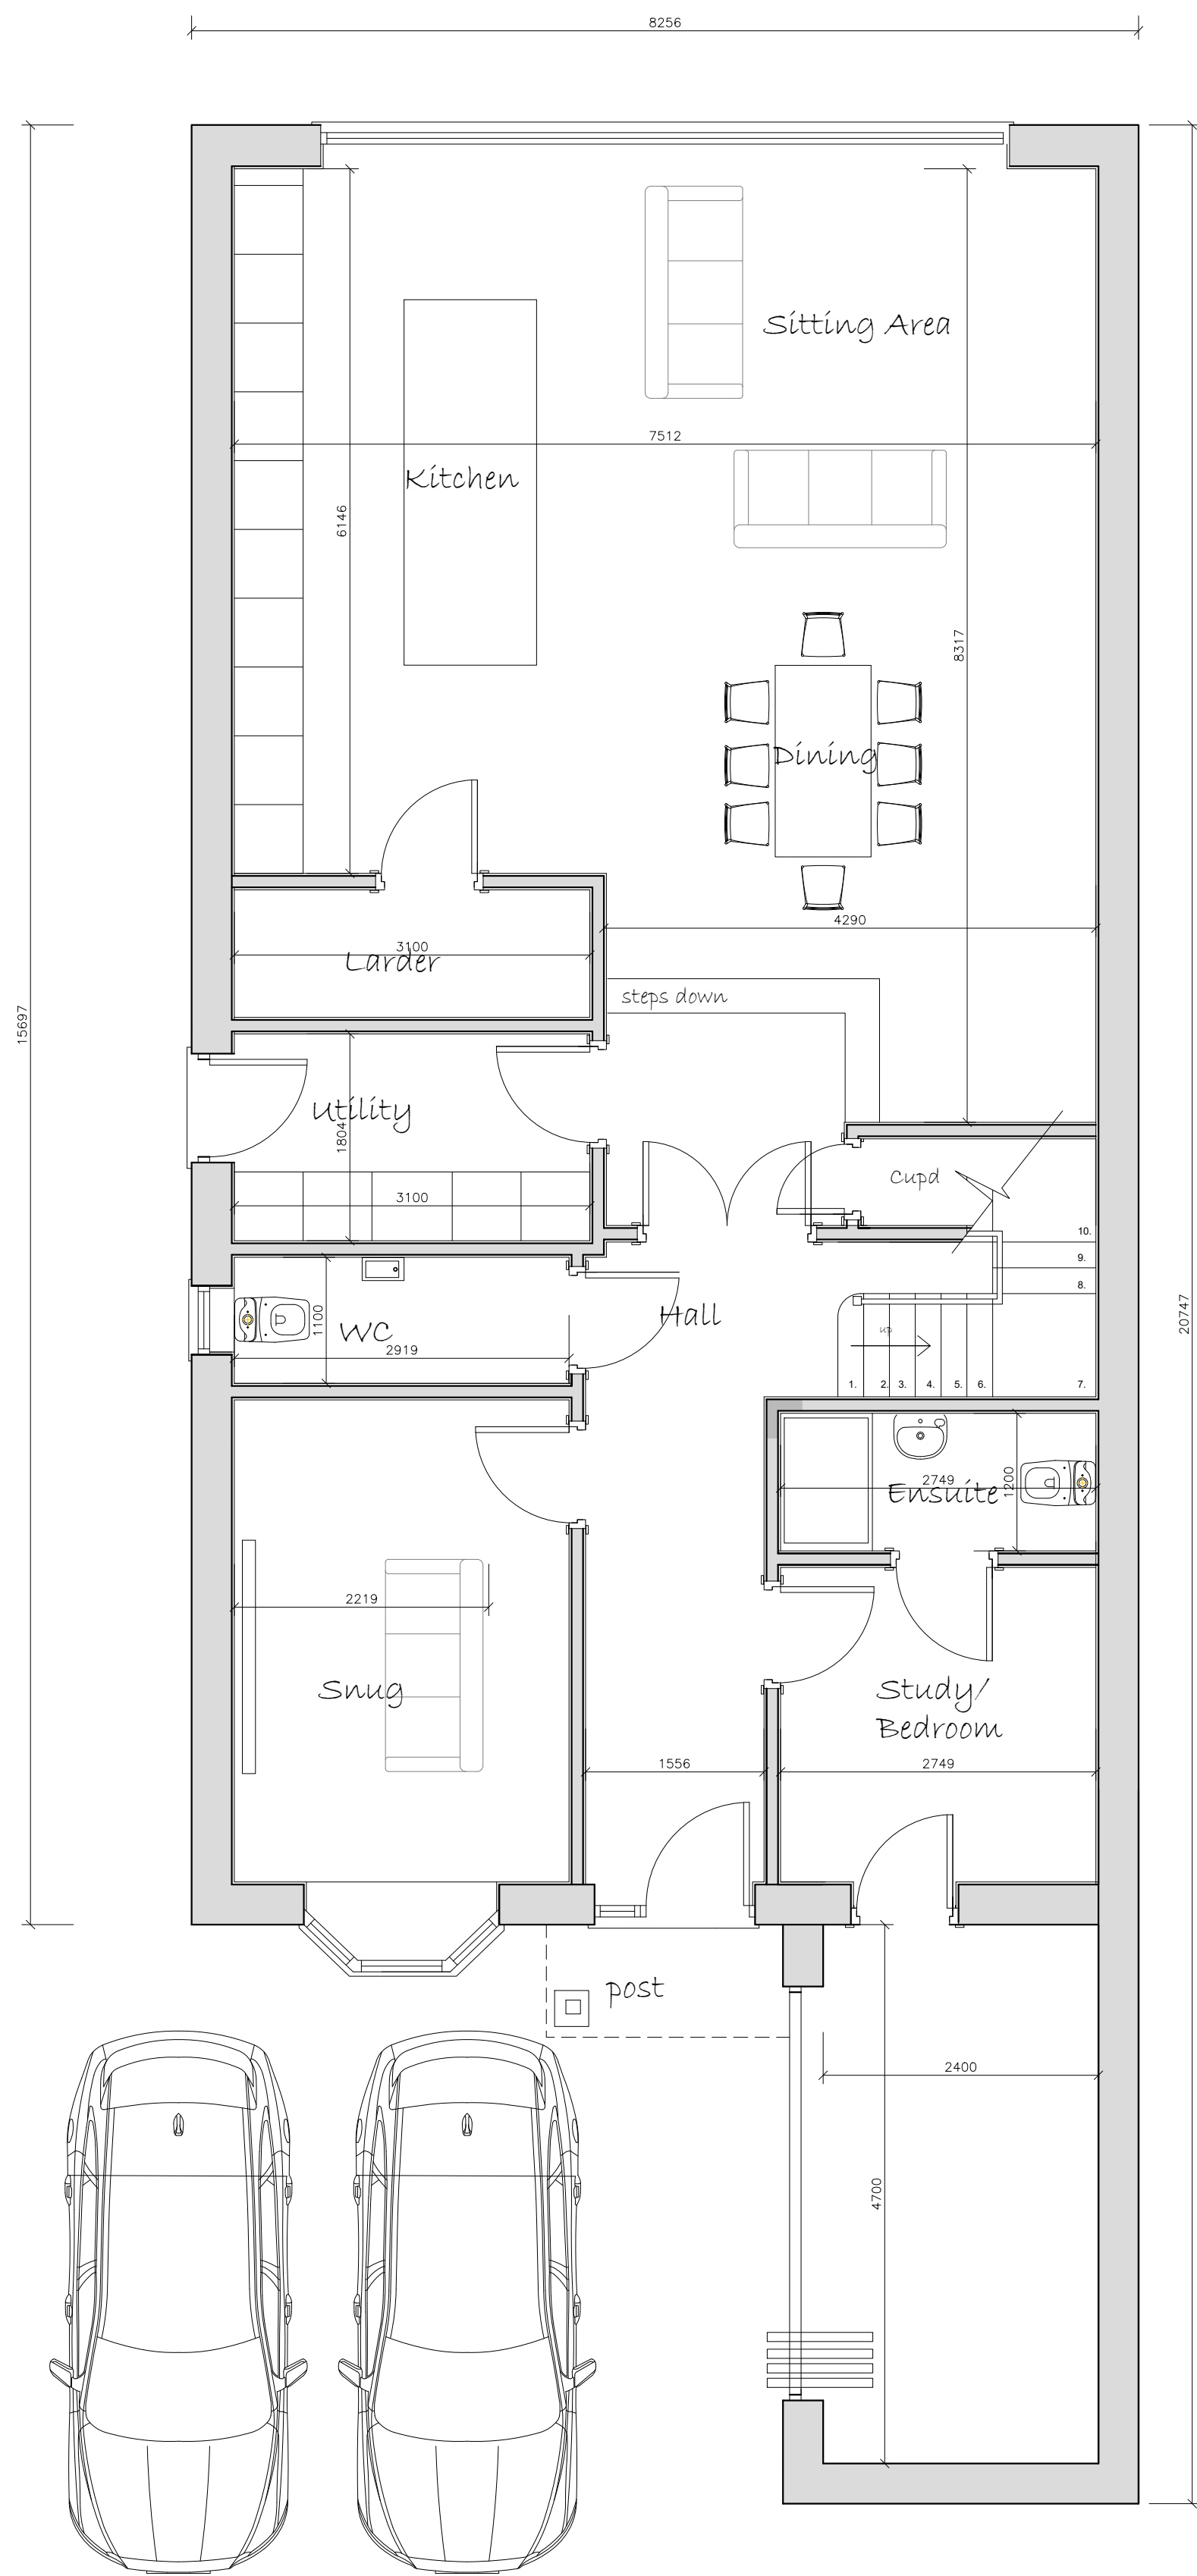 8256
Sitting Area
7512
Kitchen
6146
8317
Dining
4290
3100
Larder
steps down
15697
Utility
1804
Cupd
3100
10.
9.
8.
20747
1100
WC
Hall
up
2919
1. 2. 3. 4. 5. 6. 7.
2749
Ensuite
1200
2219
Snug
Study/
Bedroom
1556
2749
post
2400
4700